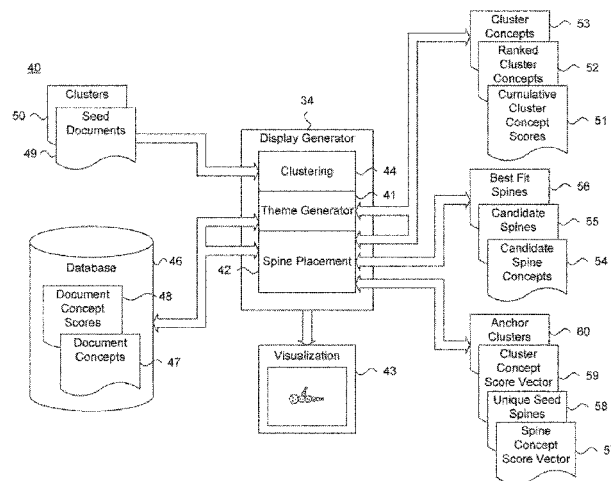 40
Clusters
50
Seed
Documents
49
34
Display Generator
Clustering
44
41
Theme Generator
Spine Placement
42
Database
46
Document
Concept
Scores
48
Document
Concepts
47
Visualization
43
Cluster
Concepts
53
Ranked
Cluster
Concepts
52
Cumulative
Cluster
Concept
Scores
51
Best Fit
Spines
56
Candidate
Spines
55
Candidate
Spine
Concepts
54
Anchor
Clusters
60
Cluster
Concept
Score Vector
59
Unique Seed
Spines
58
Spine
Concept
Score Vector